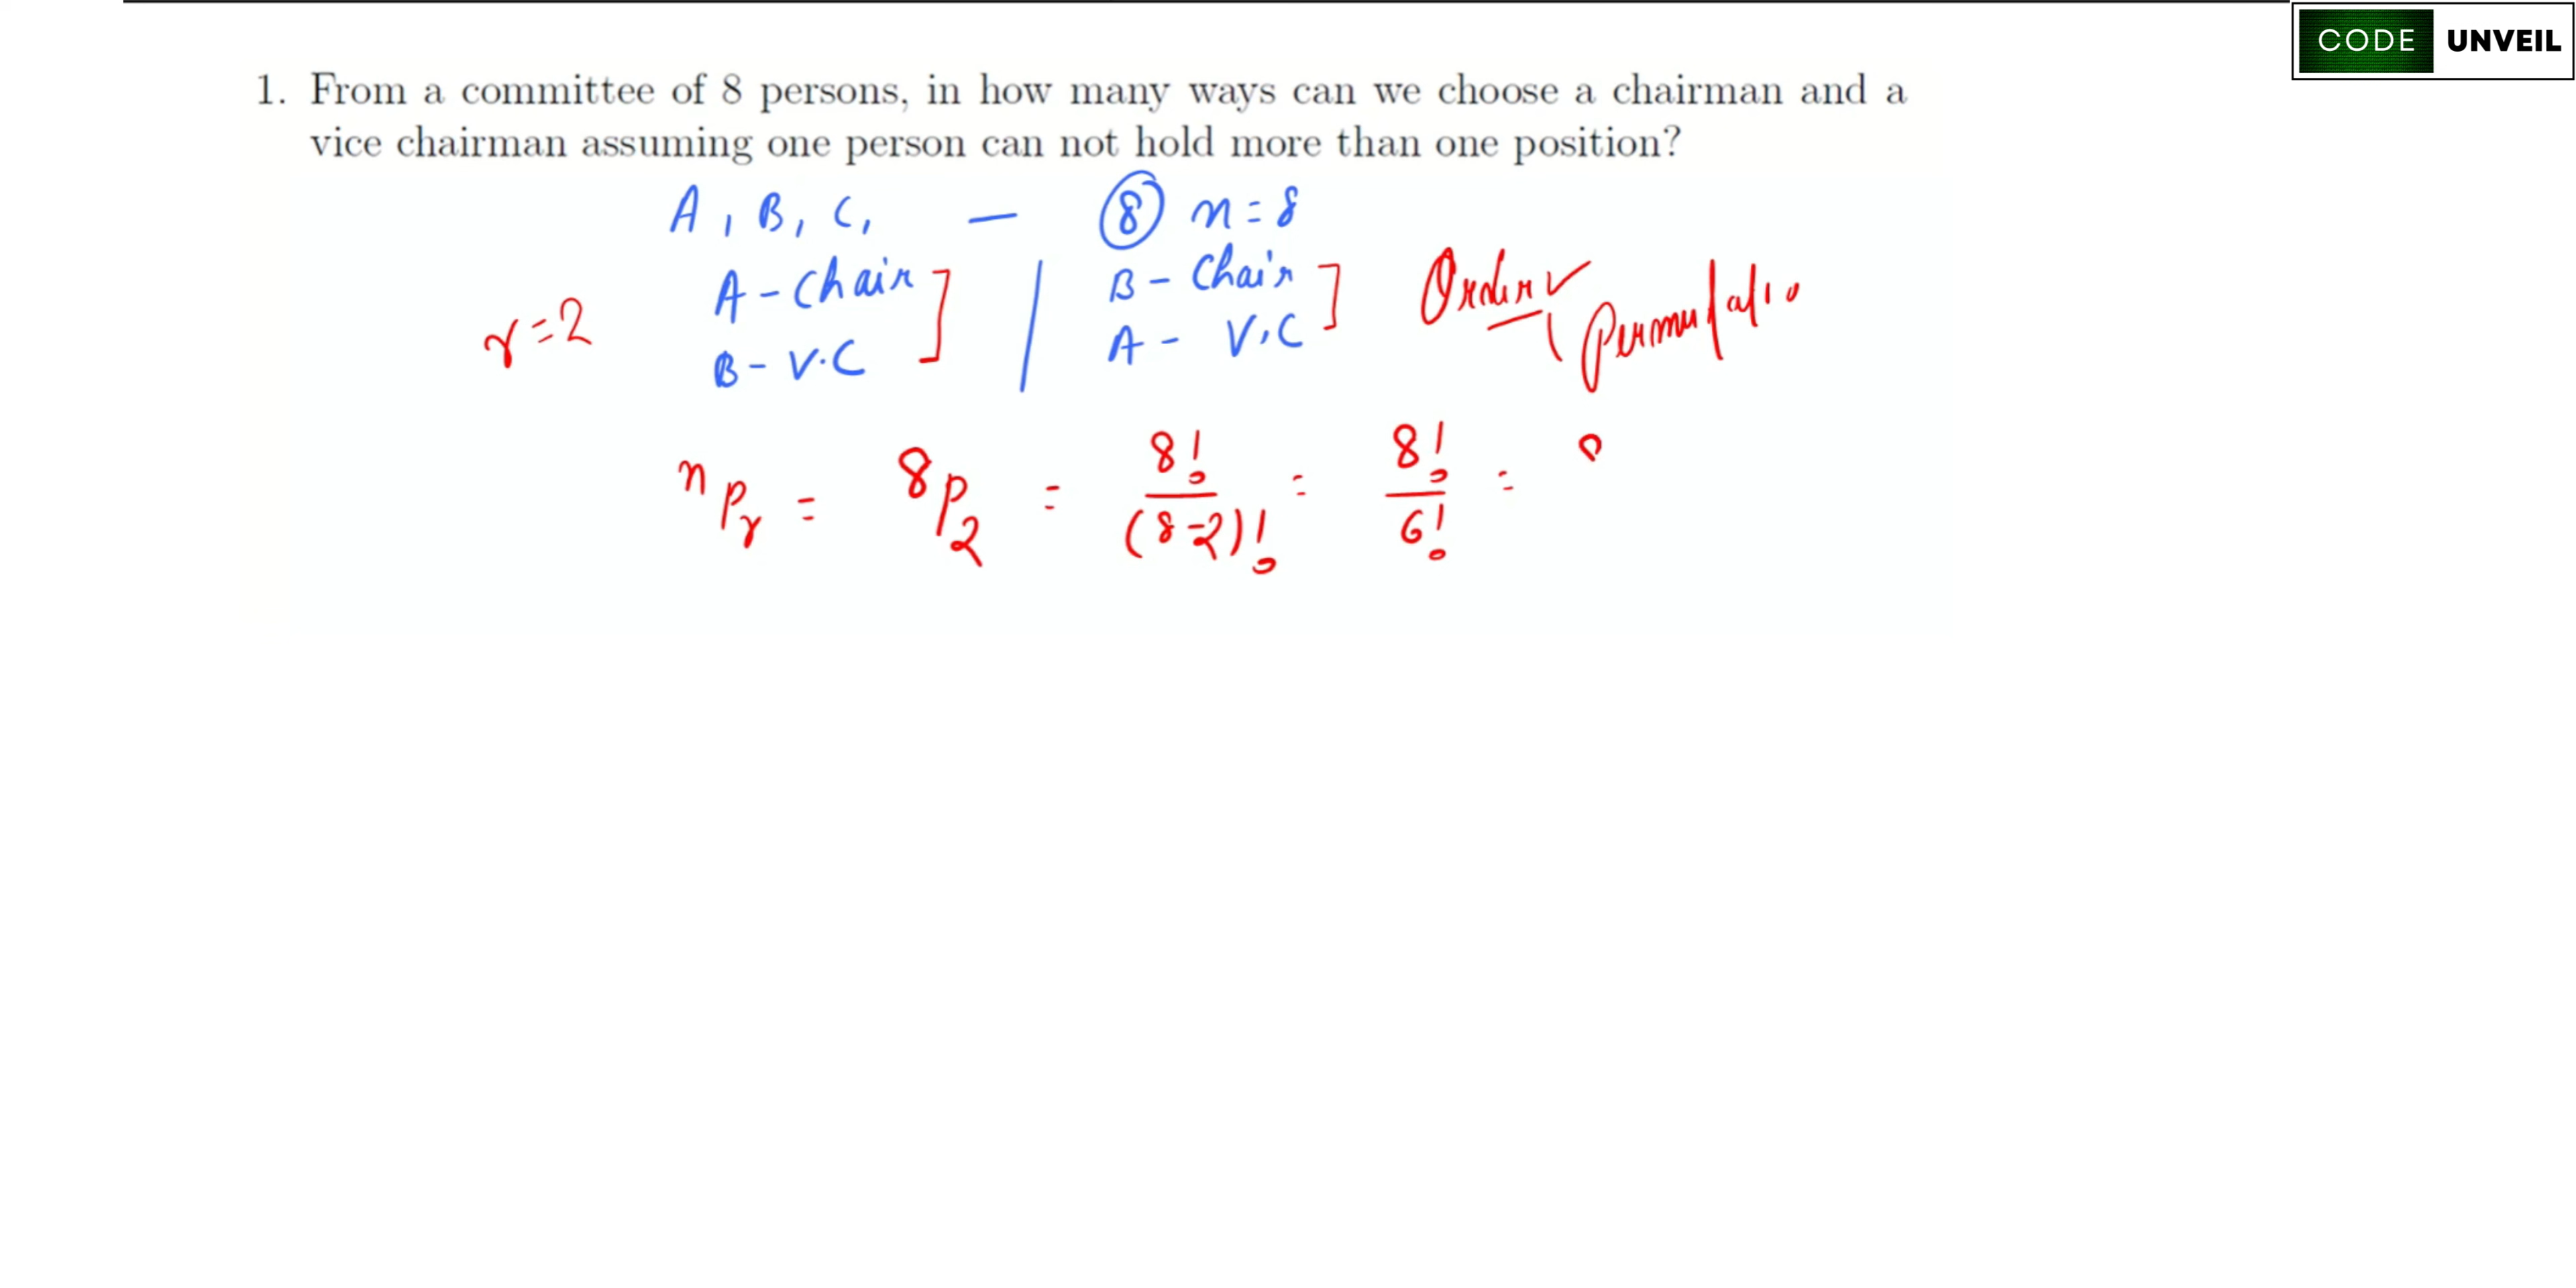 CODE UNVEIL
1. From a committee of 8 persons, in how many ways can we choose a chairman and a
vice chairman assuming one person can not hold more than one position?
A, B, C, — 8 n=8
A - Chair] / B - Chair] Order ✓
r=2 B - V.C A - V.C (Permutatio
nPr = 8P2 = 8!/(8-2)! = 8!/6! =